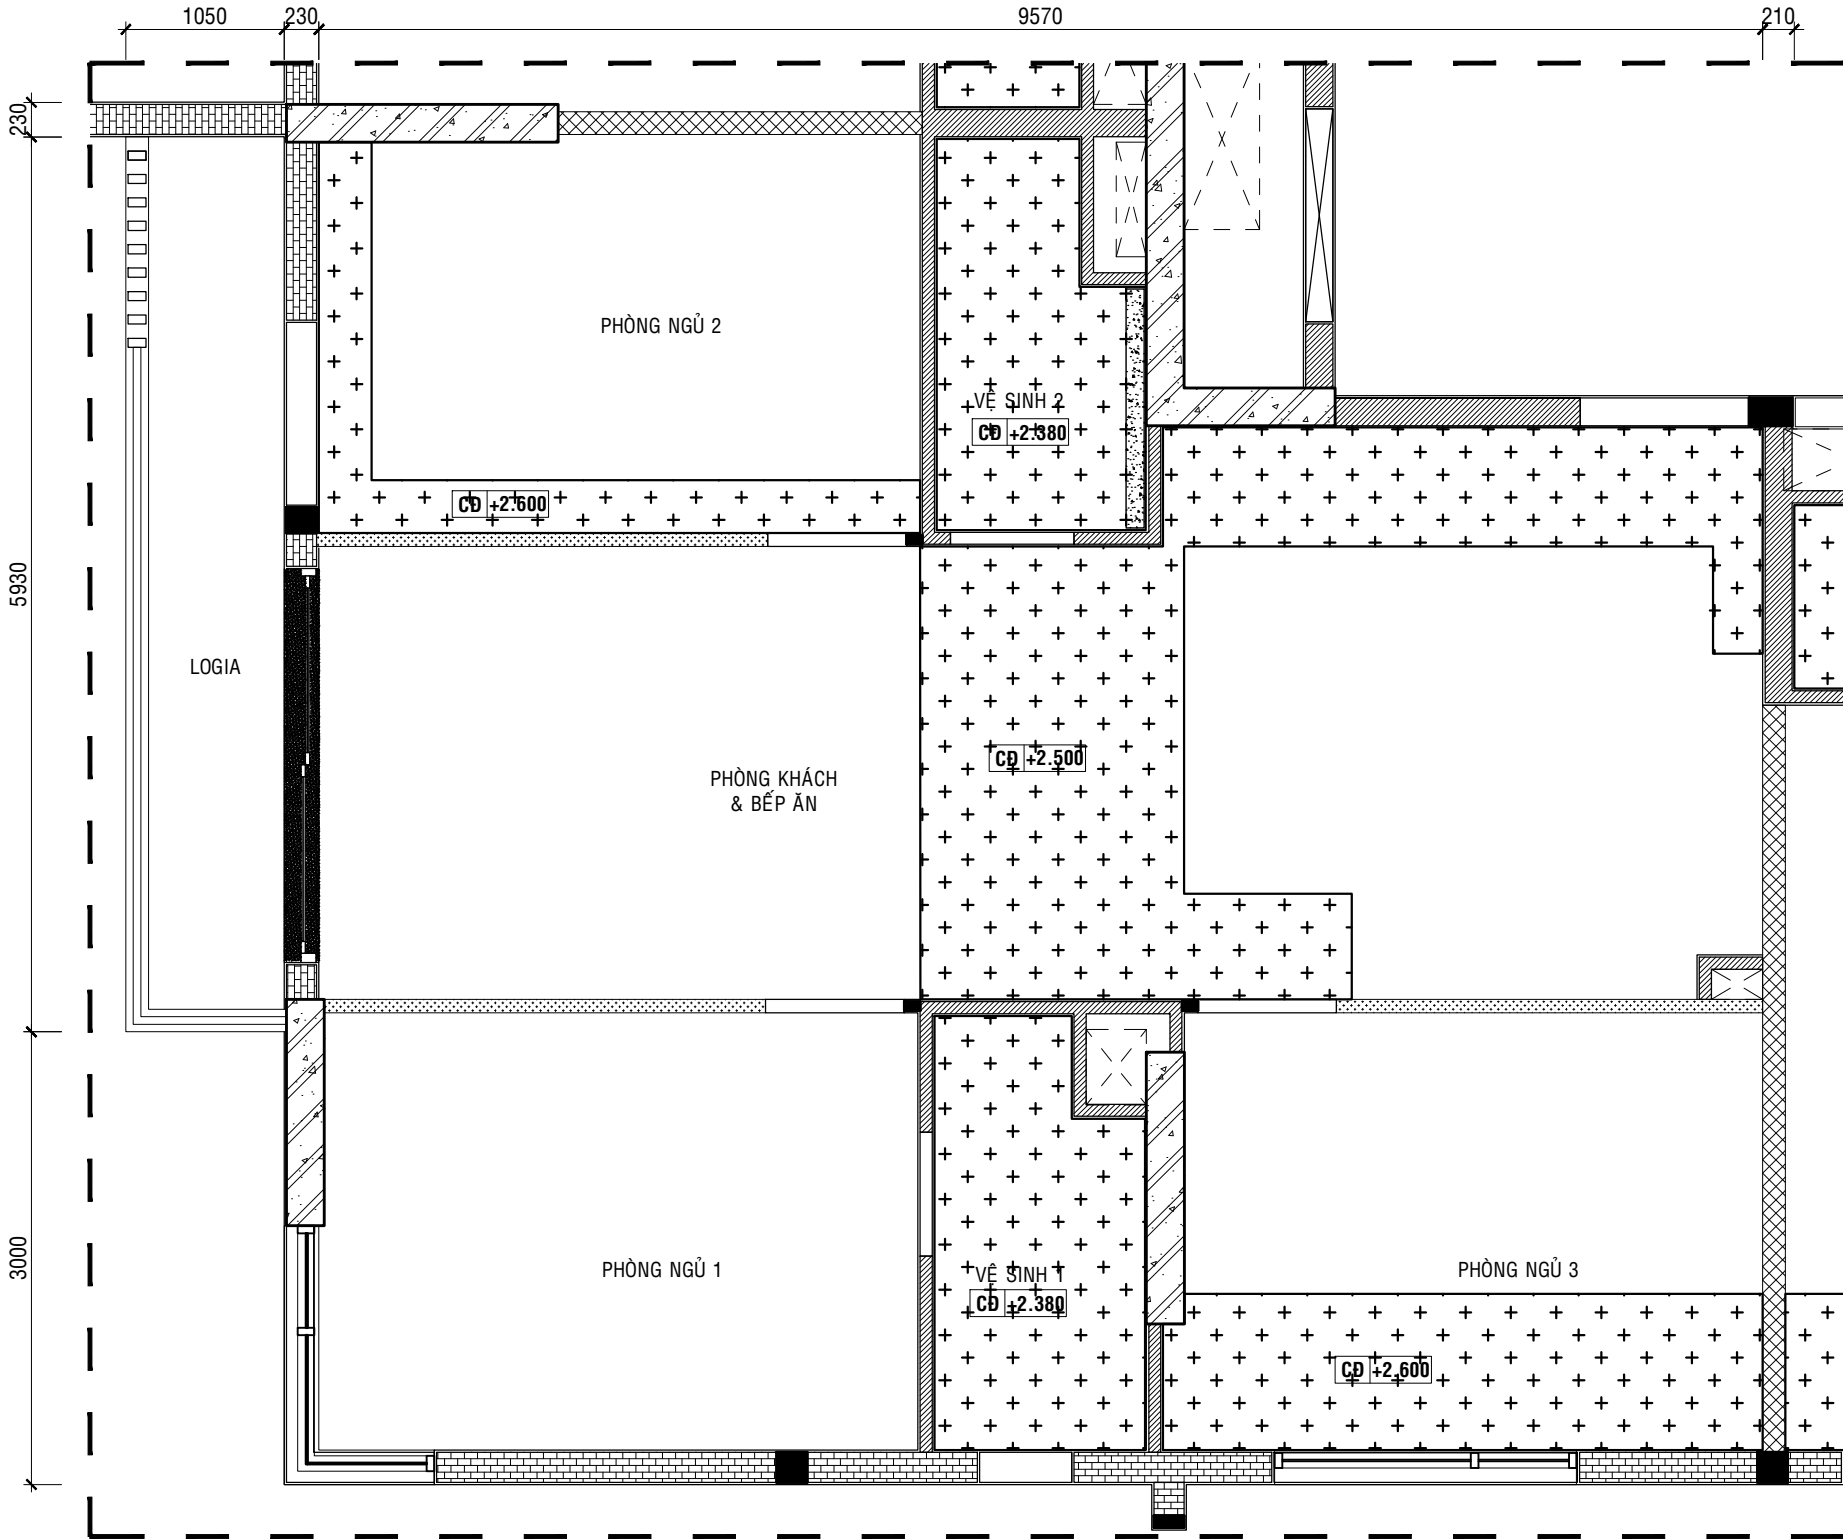 1050
230
9570
210
230
5930
3000
PHÒNG NGỦ 2
VỆ SINH 2
CĐ +2.380
CĐ +2.600
LOGIA
CĐ +2.500
PHÒNG KHÁCH
& BẾP ĂN
PHÒNG NGỦ 1
VỆ SINH 1
CĐ +2.380
PHÒNG NGỦ 3
CĐ +2.600